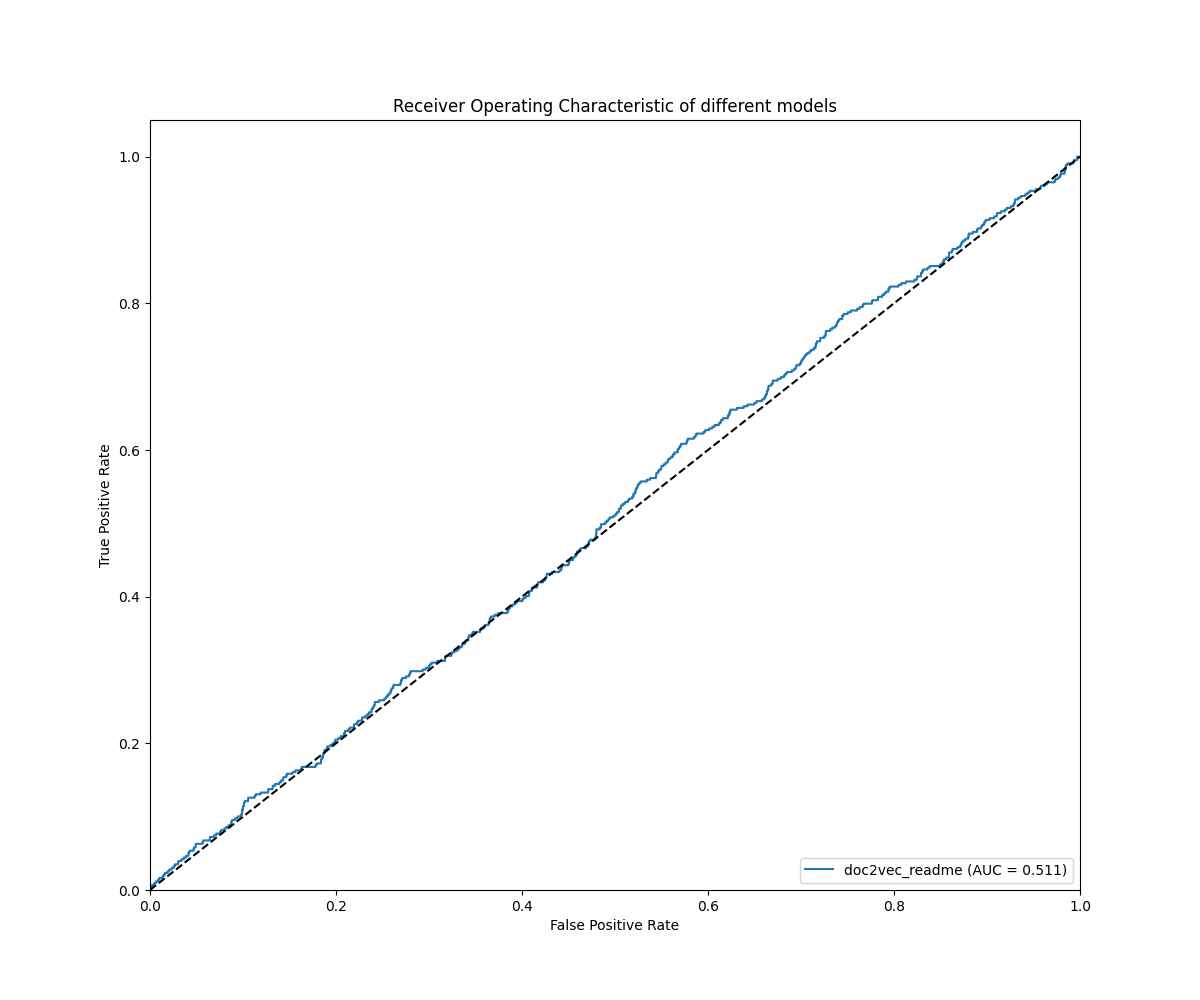 Receiver Operating Characteristic of different models
1.0
0.8
0.6
0.4
0.2
0.0
True Positive Rate
doc2vec_readme (AUC = 0.511)
0.0 0.2 0.4 0.6 0.8 1.0
False Positive Rate